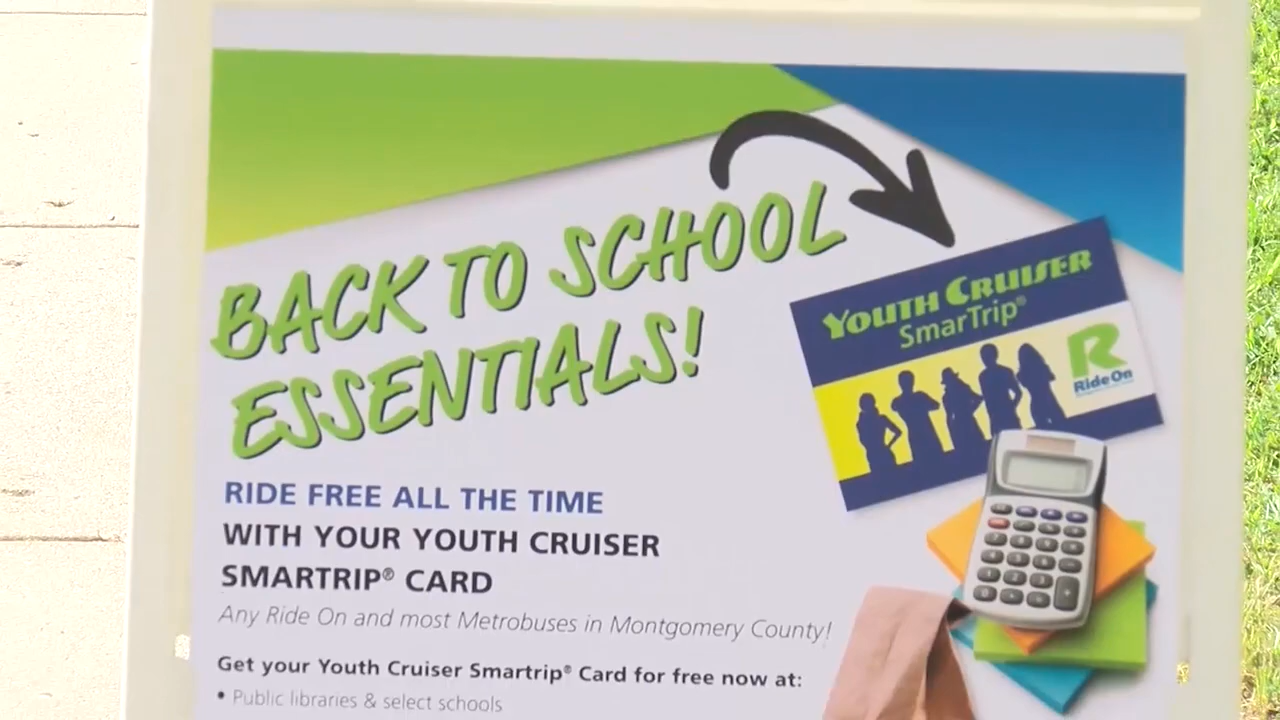 BACK TO SCHOOL
ESSENTIALS!
YOUTH CRUISER
SmarTrip®
R
Ride On
RIDE FREE ALL THE TIME
WITH YOUR YOUTH CRUISER
SMARTRIP® CARD
Any Ride On and most Metrobuses in Montgomery County!
Get your Youth Cruiser Smartrip® Card for free now at:
• Public libraries & select schools